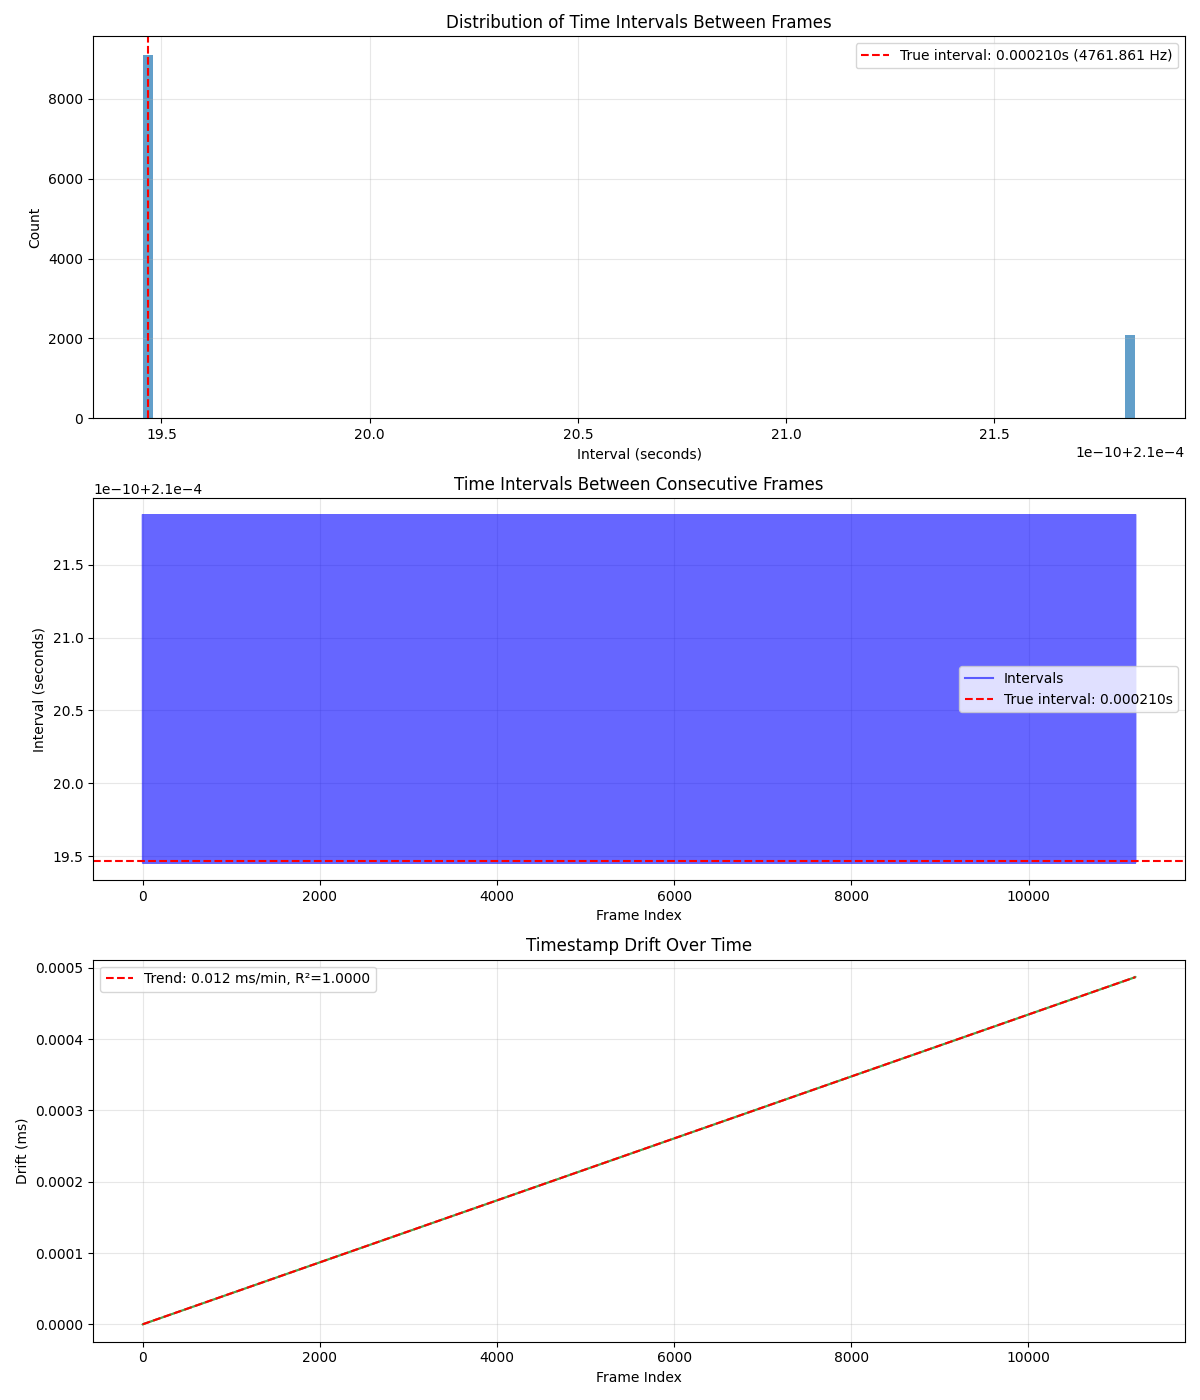 Distribution of Time Intervals Between Frames
True interval: 0.000210s (4761.861 Hz)
8000
6000
4000
2000
0
Count
19.5 20.0 20.5 21.0 21.5
Interval (seconds)
1e−10+2.1e−4
1e−10+2.1e−4
Time Intervals Between Consecutive Frames
21.5
21.0
20.5
20.0
19.5
Interval (seconds)
Intervals
True interval: 0.000210s
0 2000 4000 6000 8000 10000
Frame Index
Timestamp Drift Over Time
Trend: 0.012 ms/min, R²=1.0000
0.0005
0.0004
0.0003
0.0002
0.0001
0.0000
Drift (ms)
0 2000 4000 6000 8000 10000
Frame Index